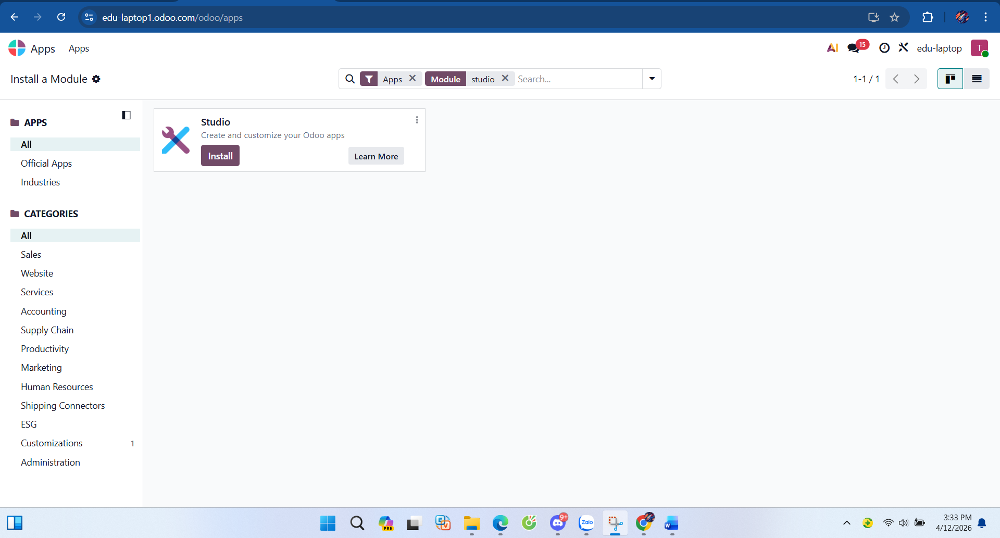 edu-laptop1.odoo.com/odoo/apps
Apps Apps
AI 15 edu-laptop T
Install a Module
Apps Module studio Search...
1-1 / 1
APPS
All
Official Apps
Industries
CATEGORIES
All
Sales
Website
Services
Accounting
Supply Chain
Productivity
Marketing
Human Resources
Shipping Connectors
ESG
Customizations 1
Administration
Studio
Create and customize your Odoo apps
Install Learn More
PRE
9+
Zalo
W
3:33 PM
4/12/2026